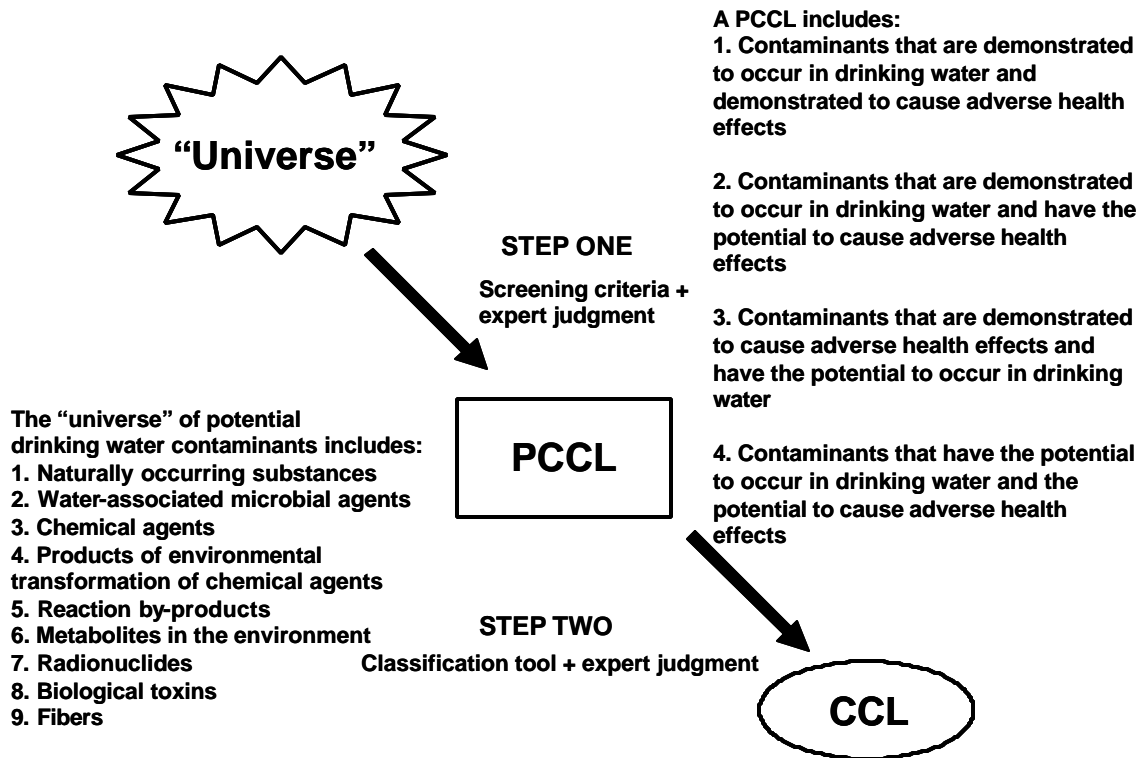 “Universe”
STEP ONE
Screening criteria +
expert judgment
PCCL
STEP TWO
Classification tool + expert judgment
CCL
The “universe” of potential
drinking water contaminants includes:
1. Naturally occurring substances
2. Water-associated microbial agents
3. Chemical agents
4. Products of environmental
transformation of chemical agents
5. Reaction by-products
6. Metabolites in the environment
7. Radionuclides
8. Biological toxins
9. Fibers
A PCCL includes:
1. Contaminants that are demonstrated
to occur in drinking water and
demonstrated to cause adverse health
effects
2. Contaminants that are demonstrated
to occur in drinking water and have the
potential to cause adverse health
effects
3. Contaminants that are demonstrated
to cause adverse health effects and
have the potential to occur in drinking
water
4. Contaminants that have the potential
to occur in drinking water and the
potential to cause adverse health
effects